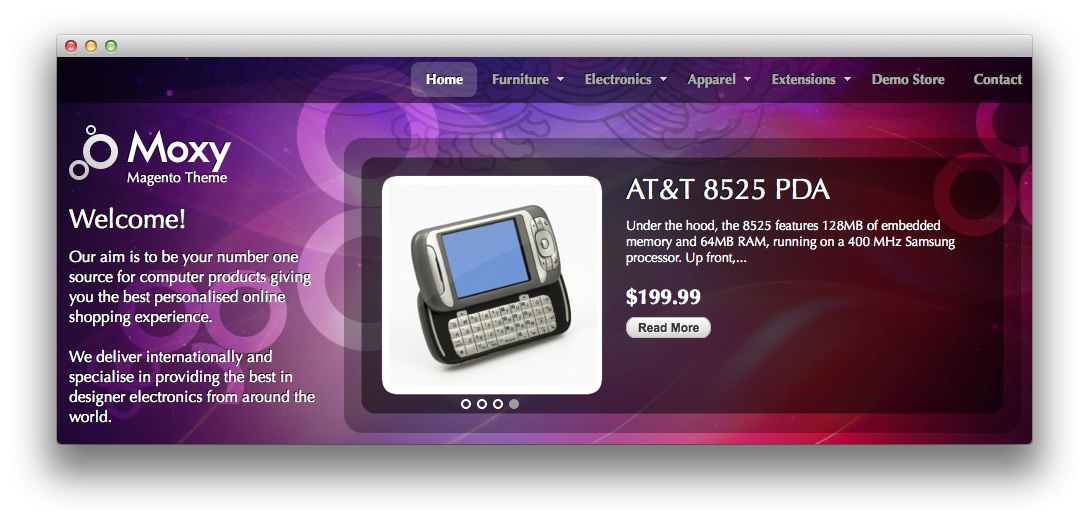 Home Furniture Electronics Apparel Extensions Demo Store Contact
Moxy
Magento Theme
Welcome!
Our aim is to be your number one
source for computer products giving
you the best personalised online
shopping experience.
We deliver internationally and
specialise in providing the best in
designer electronics from around the
world.
AT&T 8525 PDA
Under the hood, the 8525 features 128MB of embedded
memory and 64MB RAM, running on a 400 MHz Samsung
processor. Up front,...
$199.99
Read More